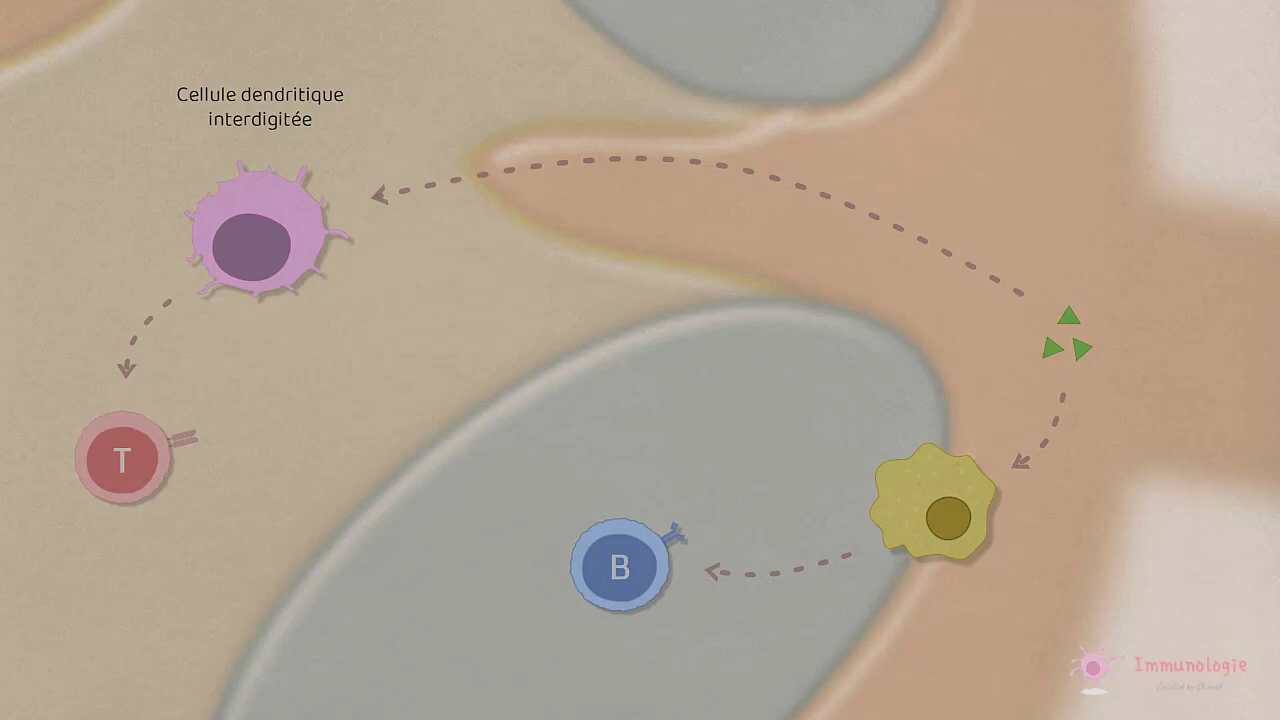 Cellule dendritique
interdigitée
T
B
Immunologie